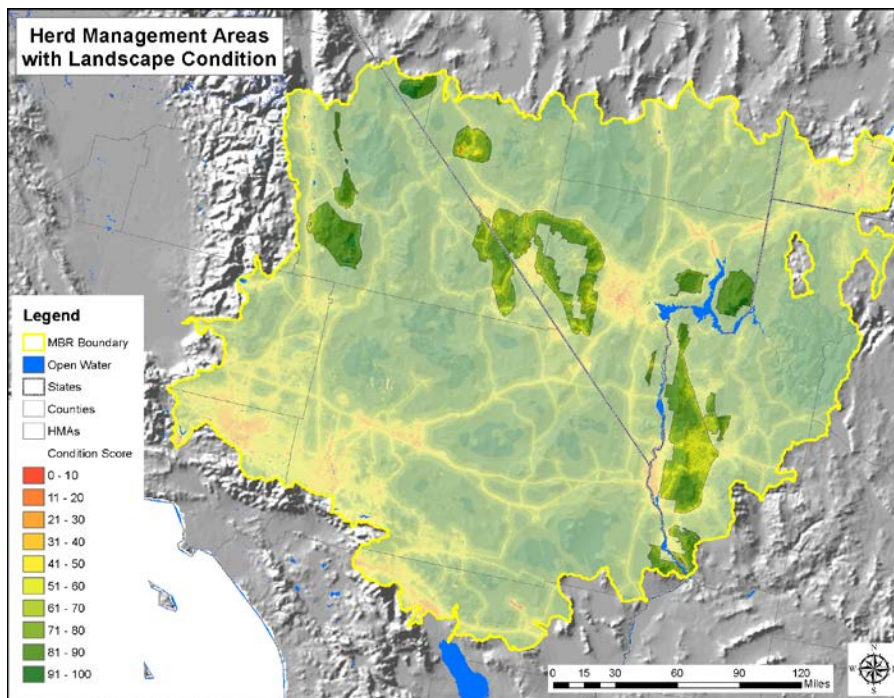 Herd Management Areas
with Landscape Condition
Legend
MBR Boundary
Open Water
States
Counties
HMAs
Condition Score
0 - 10
11 - 20
21 - 30
31 - 40
41 - 50
51 - 60
61 - 70
71 - 80
81 - 90
91 - 100
0 15 30 60 90 120
Miles
N